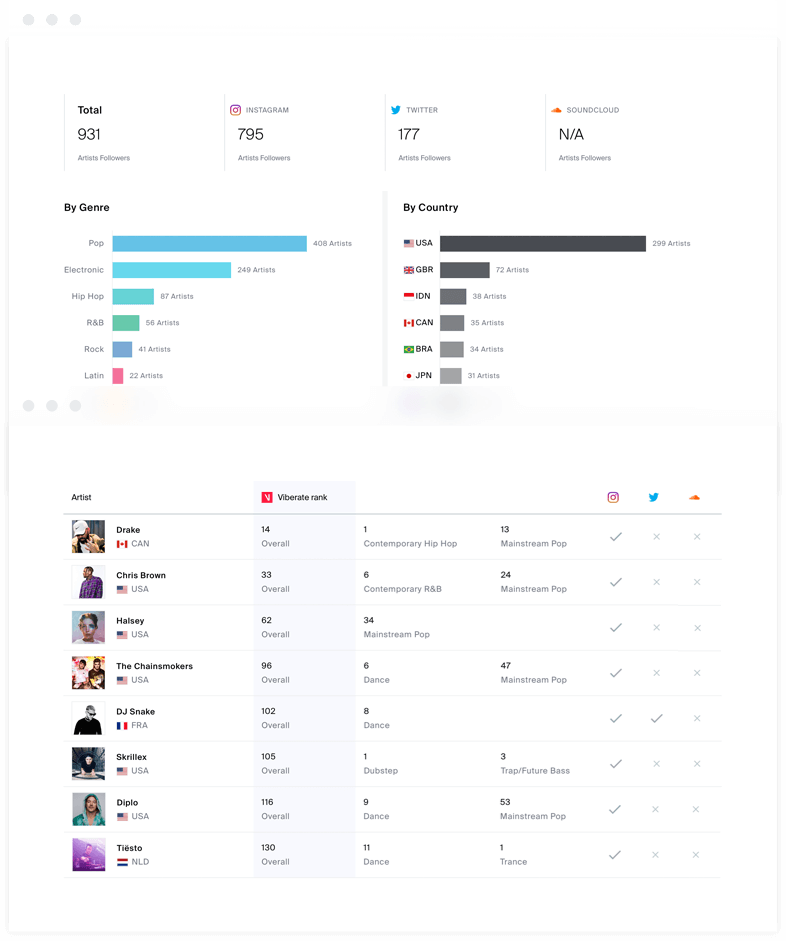 Total INSTAGRAM TWITTER SOUNDCLOUD
931 795 177 N/A
Artists Followers Artists Followers Artists Followers Artists Followers
By Genre
Pop 408 Artists
Electronic 249 Artists
Hip Hop 87 Artists
R&B 56 Artists
Rock 41 Artists
Latin 22 Artists
By Country
USA 299 Artists
GBR 72 Artists
IDN 38 Artists
CAN 35 Artists
BRA 34 Artists
JPN 31 Artists
Artist Viberate rank
Drake 14 1 13
CAN Overall Contemporary Hip Hop Mainstream Pop
Chris Brown 33 6 24
USA Overall Contemporary R&B Mainstream Pop
Halsey 62 34
USA Overall Mainstream Pop
The Chainsmokers 96 6 47
USA Overall Dance Mainstream Pop
DJ Snake 102 8
FRA Overall Dance
Skrillex 105 1 3
USA Overall Dubstep Trap/Future Bass
Diplo 116 9 53
USA Overall Dance Mainstream Pop
Tiësto 130 11 1
NLD Overall Dance Trance